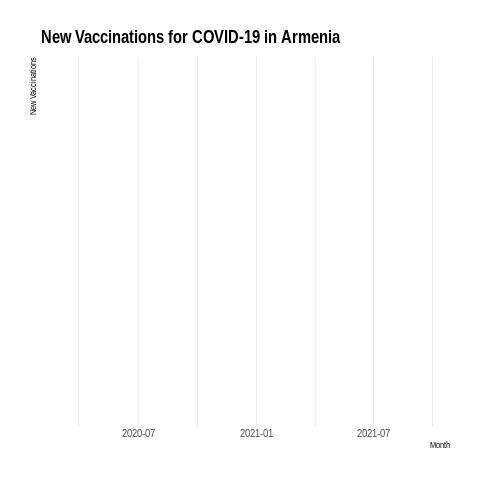 New Vaccinations for COVID-19 in Armenia
New Vaccinations
2020-07
2021-01
2021-07
Month